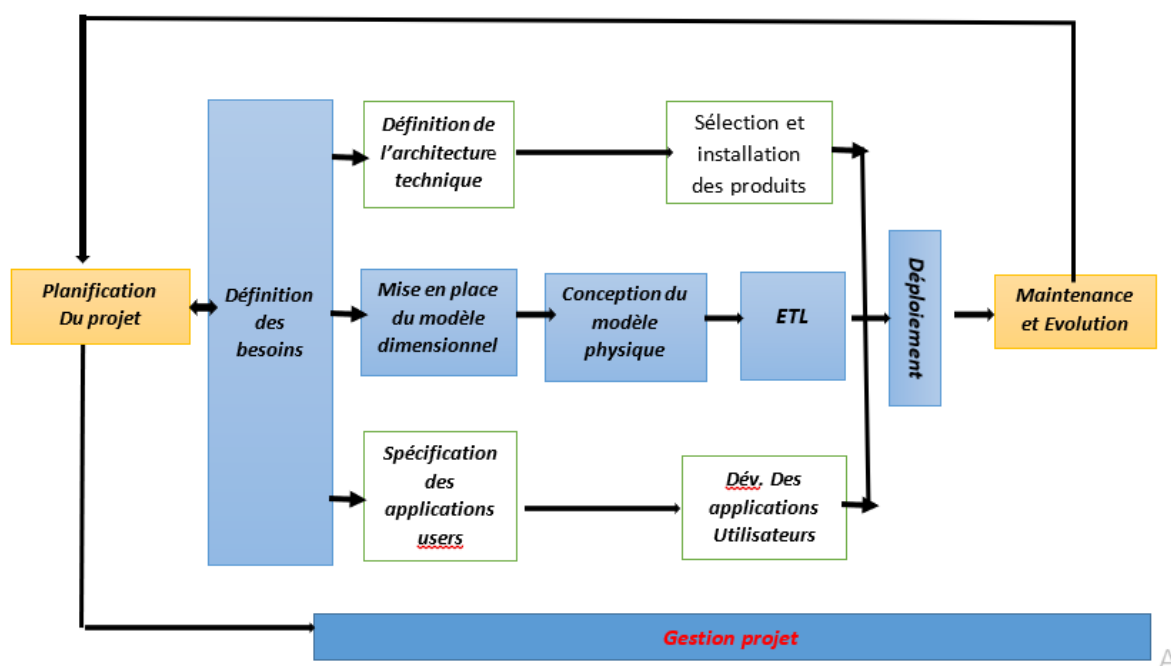 Définition de
l'architecture
technique
Sélection et
installation
des produits
Planification
Du projet
Définition
des
besoins
Mise en place
du modèle
dimensionnel
Conception du
modèle
physique
ETL
Déploiement
Maintenance
et Evolution
Spécification
des
applications
users
Dév. Des
applications
Utilisateurs
Gestion projet
A